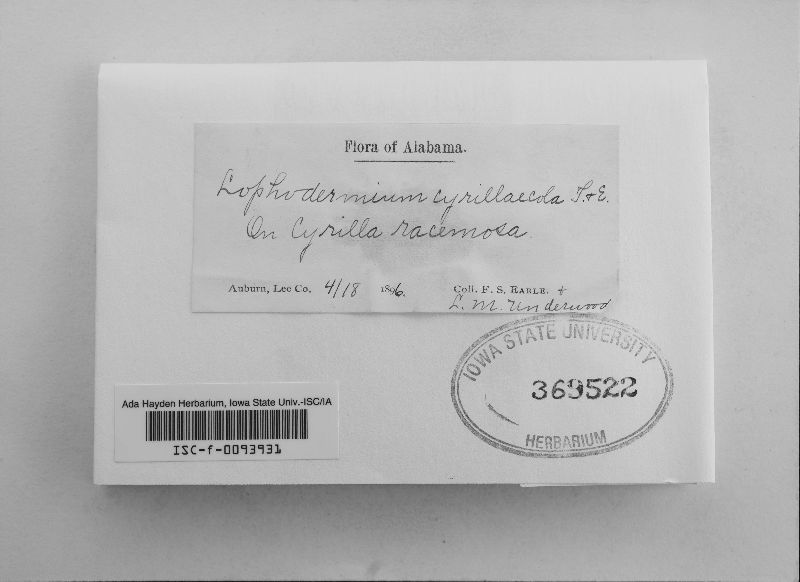 Flora of Alabama.
Lophodermium cyrillaecola T. & E.
On Cyrilla racemosa.
Auburn, Lee Co. 4/18 1896. Coll. F. S. Earle. &
L. M. Underwood
IOWA STATE UNIVERSITY
369522
HERBARIUM
Ada Hayden Herbarium, Iowa State Univ.-ISC/IA
ISC-f-0093931